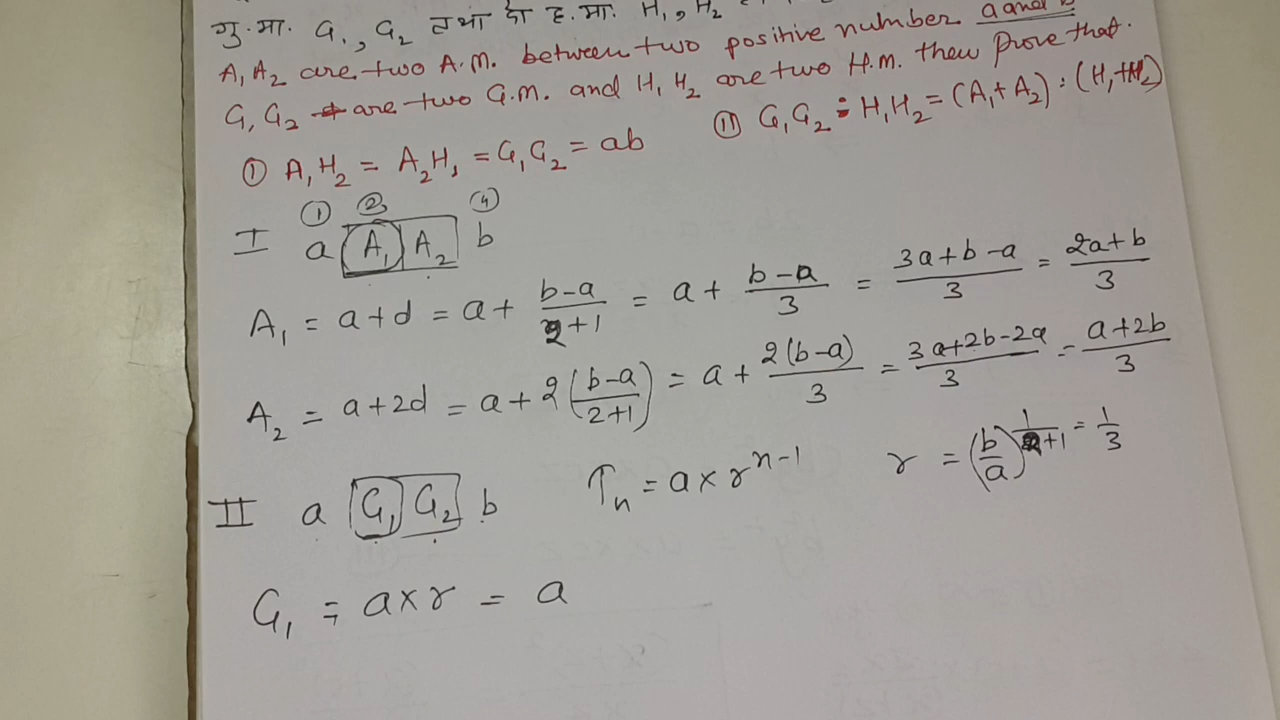 गु.मा. G₁, G₂ तथा दो ह.मा. H₁, H₂
A₁ A₂ are two A.M. between two positive number a and b
G₁ G₂ are two G.M. and H₁ H₂ are two H.M. then Prove that.
① A₁H₂ = A₂H₁ = G₁G₂ = ab
⑪ G₁G₂ : H₁H₂ = (A₁+A₂) : (H₁+H₂)
① ② ④
I a A₁ A₂ b
A₁ = a+d = a + (b-a)/(2+1) = a + (b-a)/3 = (3a+b-a)/3 = (2a+b)/3
A₂ = a+2d = a+2((b-a)/(2+1)) = a + 2(b-a)/3 = (3a+2b-2a)/3 = (a+2b)/3
II a G₁ G₂ b Tₙ = a×r^(n-1) r = (b/a)^(1/(2+1)) = 1/3
G₁ = a×r = a